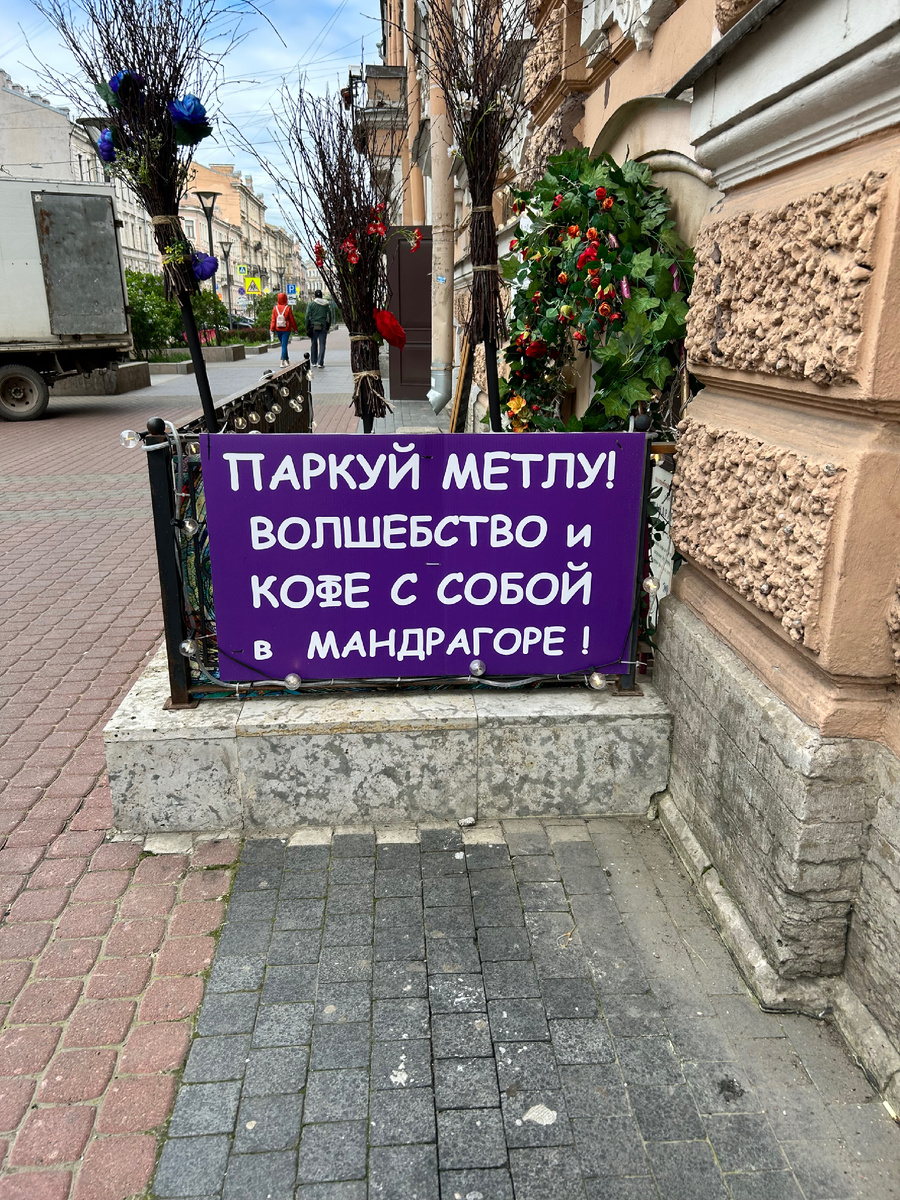 ПАРКУЙ МЕТЛУ!
ВОЛШЕБСТВО и
КОФЕ С СОБОЙ
в МАНДРАГОРЕ !
P